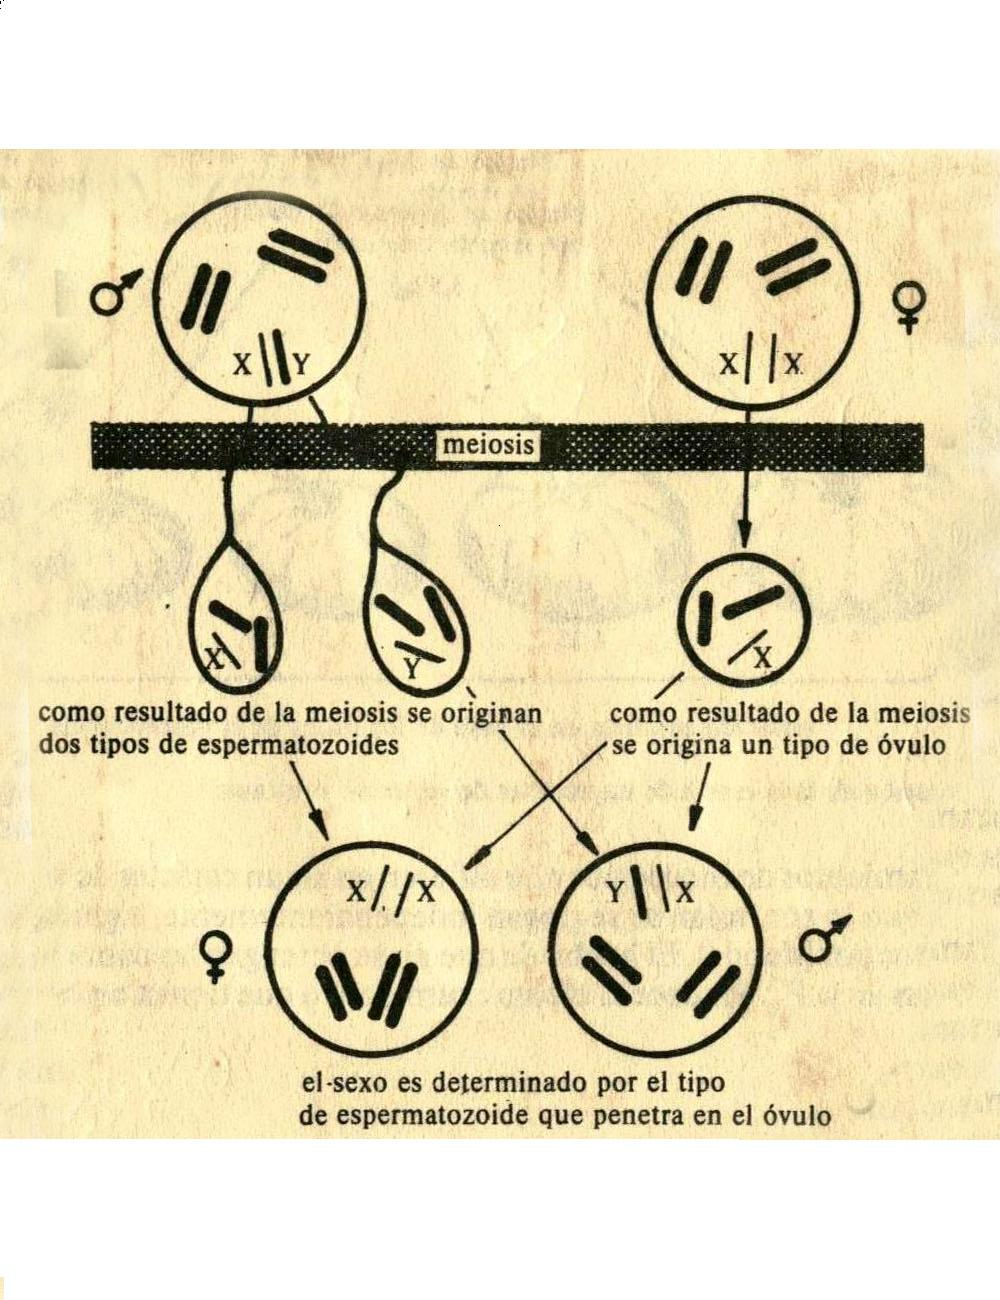 ♂
♀
X Y
X X
meiosis
X
Y
X
como resultado de la meiosis se originan
dos tipos de espermatozoides
como resultado de la meiosis
se origina un tipo de óvulo
X X
Y X
♀
♂
el sexo es determinado por el tipo
de espermatozoide que penetra en el óvulo